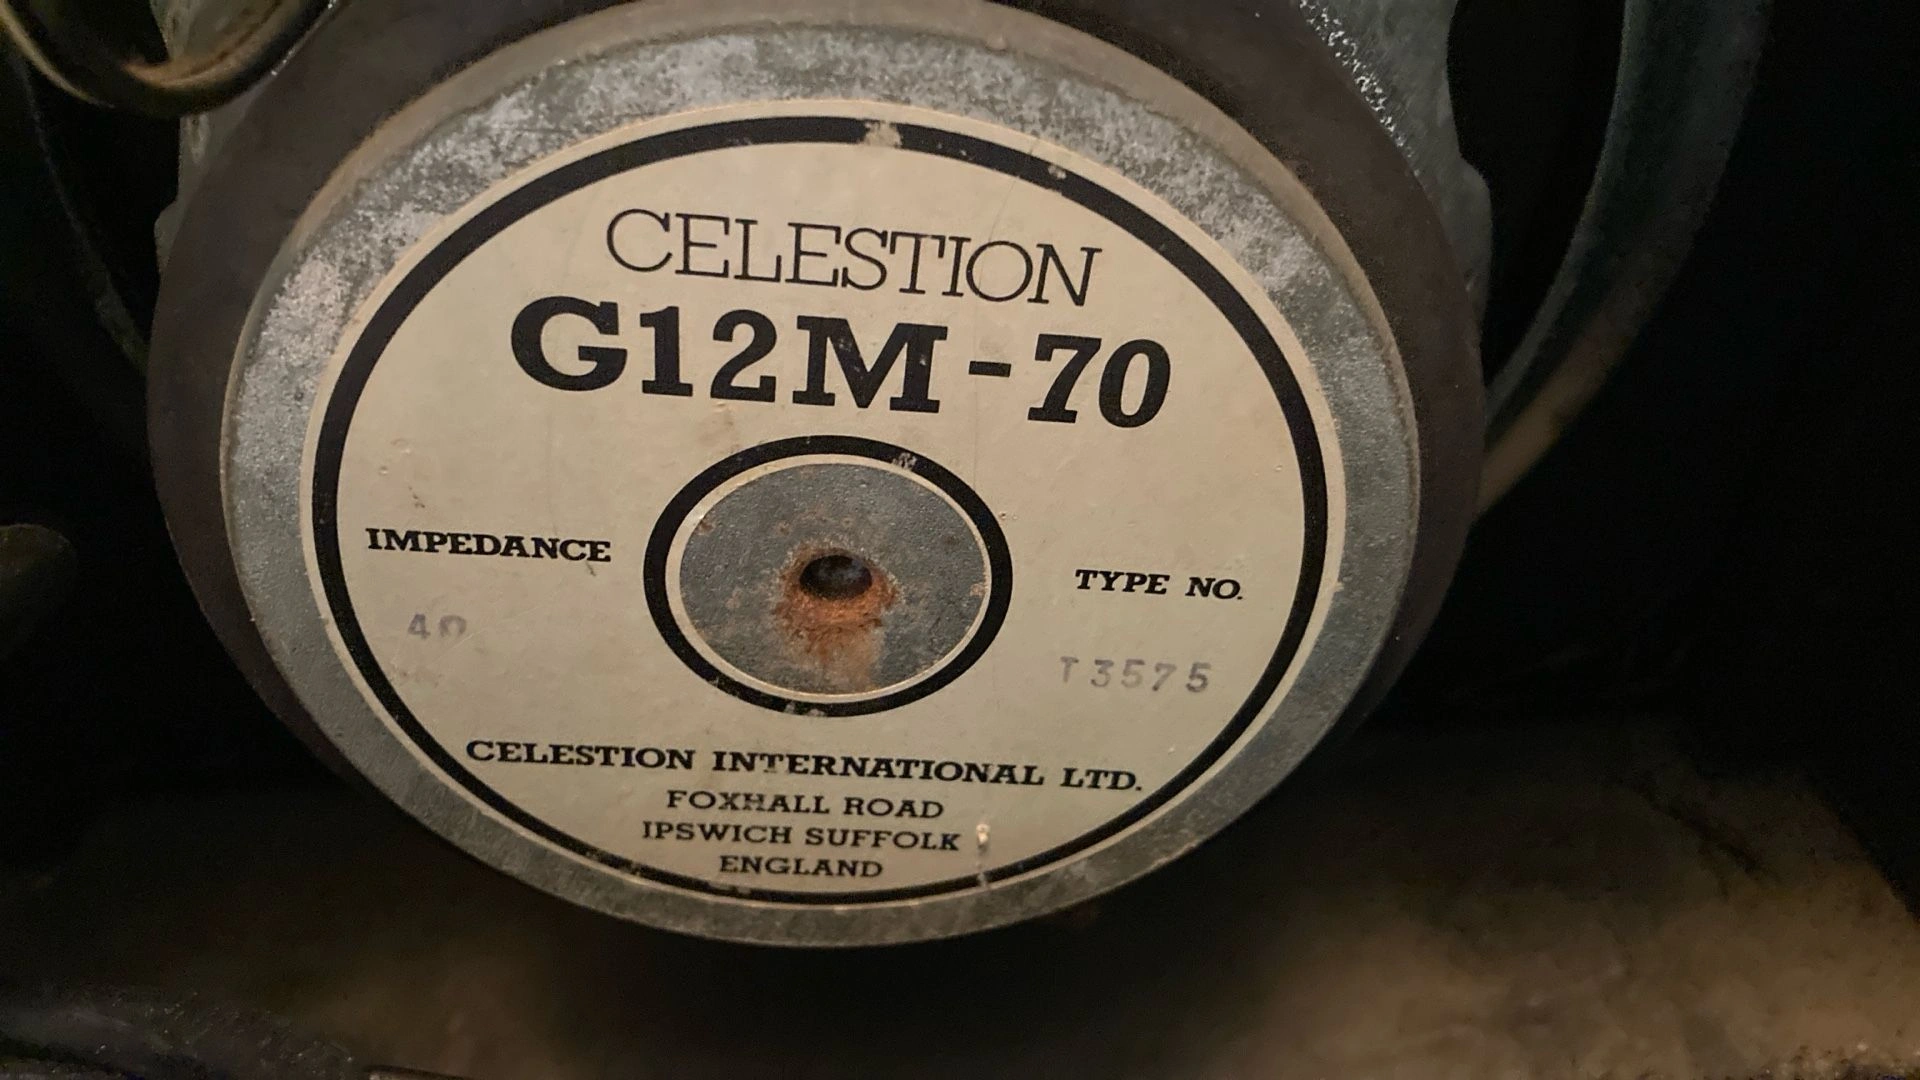 CELESTION
G12M-70
IMPEDANCE
TYPE NO.
T3575
CELESTION INTERNATIONAL LTD.
FOXHALL ROAD
IPSWICH SUFFOLK
ENGLAND